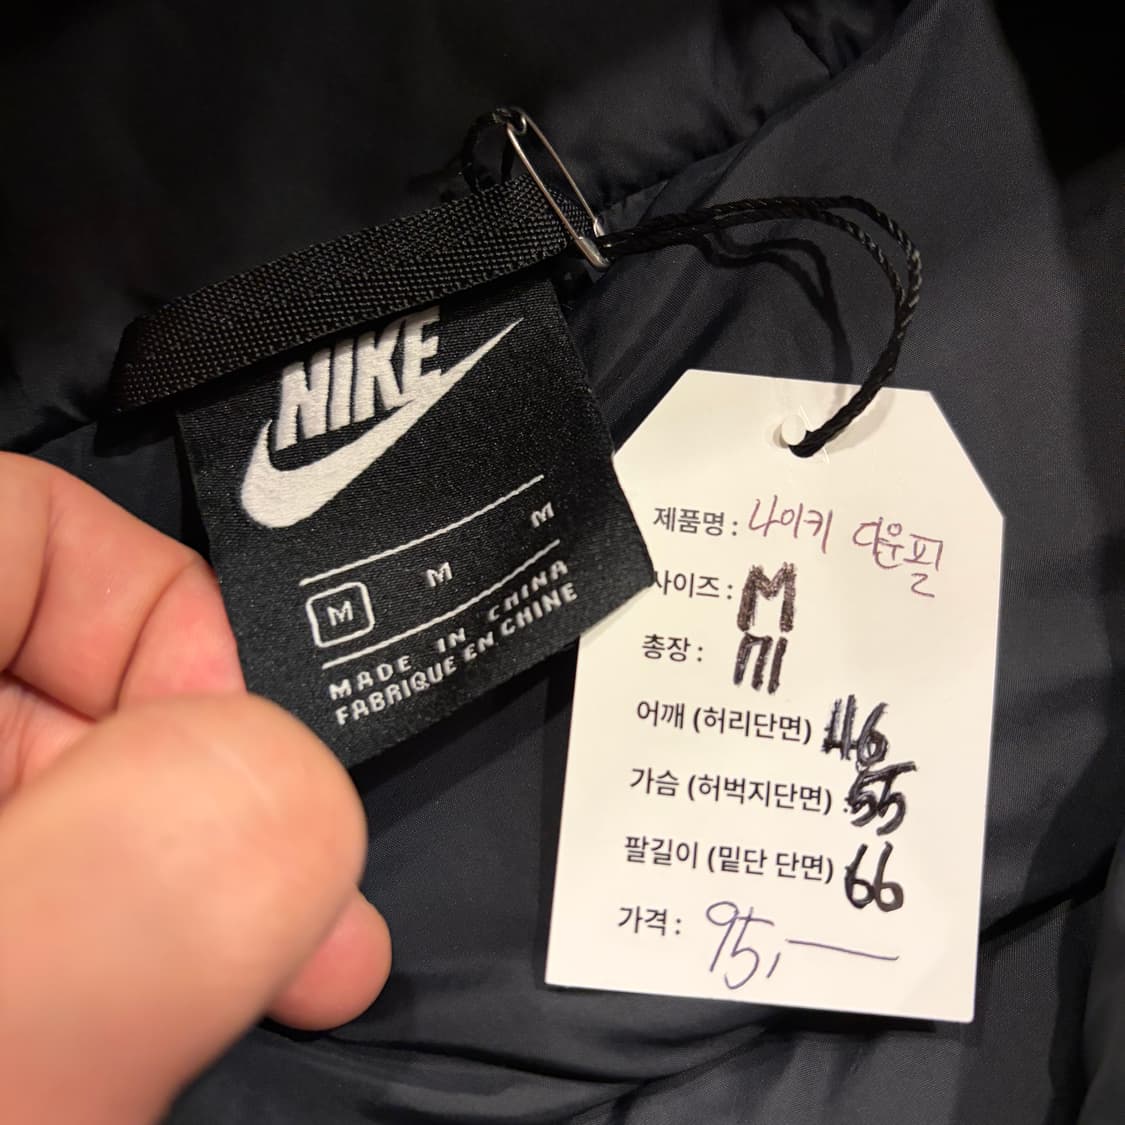 NIKE
M M M
MADE IN CHINA
FABRIQUE EN CHINE
제품명 : 나이키 다운필
사이즈 : M
총장 : 71
어깨 (허리단면) 46
가슴 (허벅지단면) : 55
팔길이 (밑단 단면) 66
가격 : 95,—